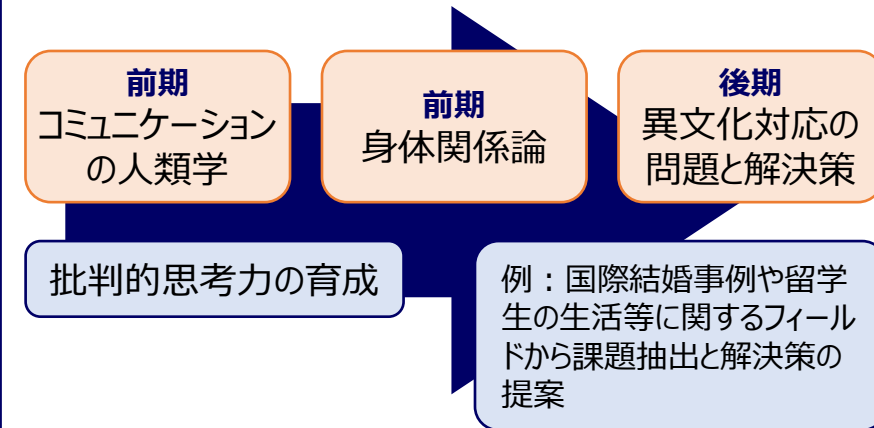 前期
コミュニケーション
の人類学
前期
身体関係論
後期
異文化対応の
問題と解決策
批判的思考力の育成
例：国際結婚事例や留学
生の生活等に関するフィール
ドから課題抽出と解決策の
提案